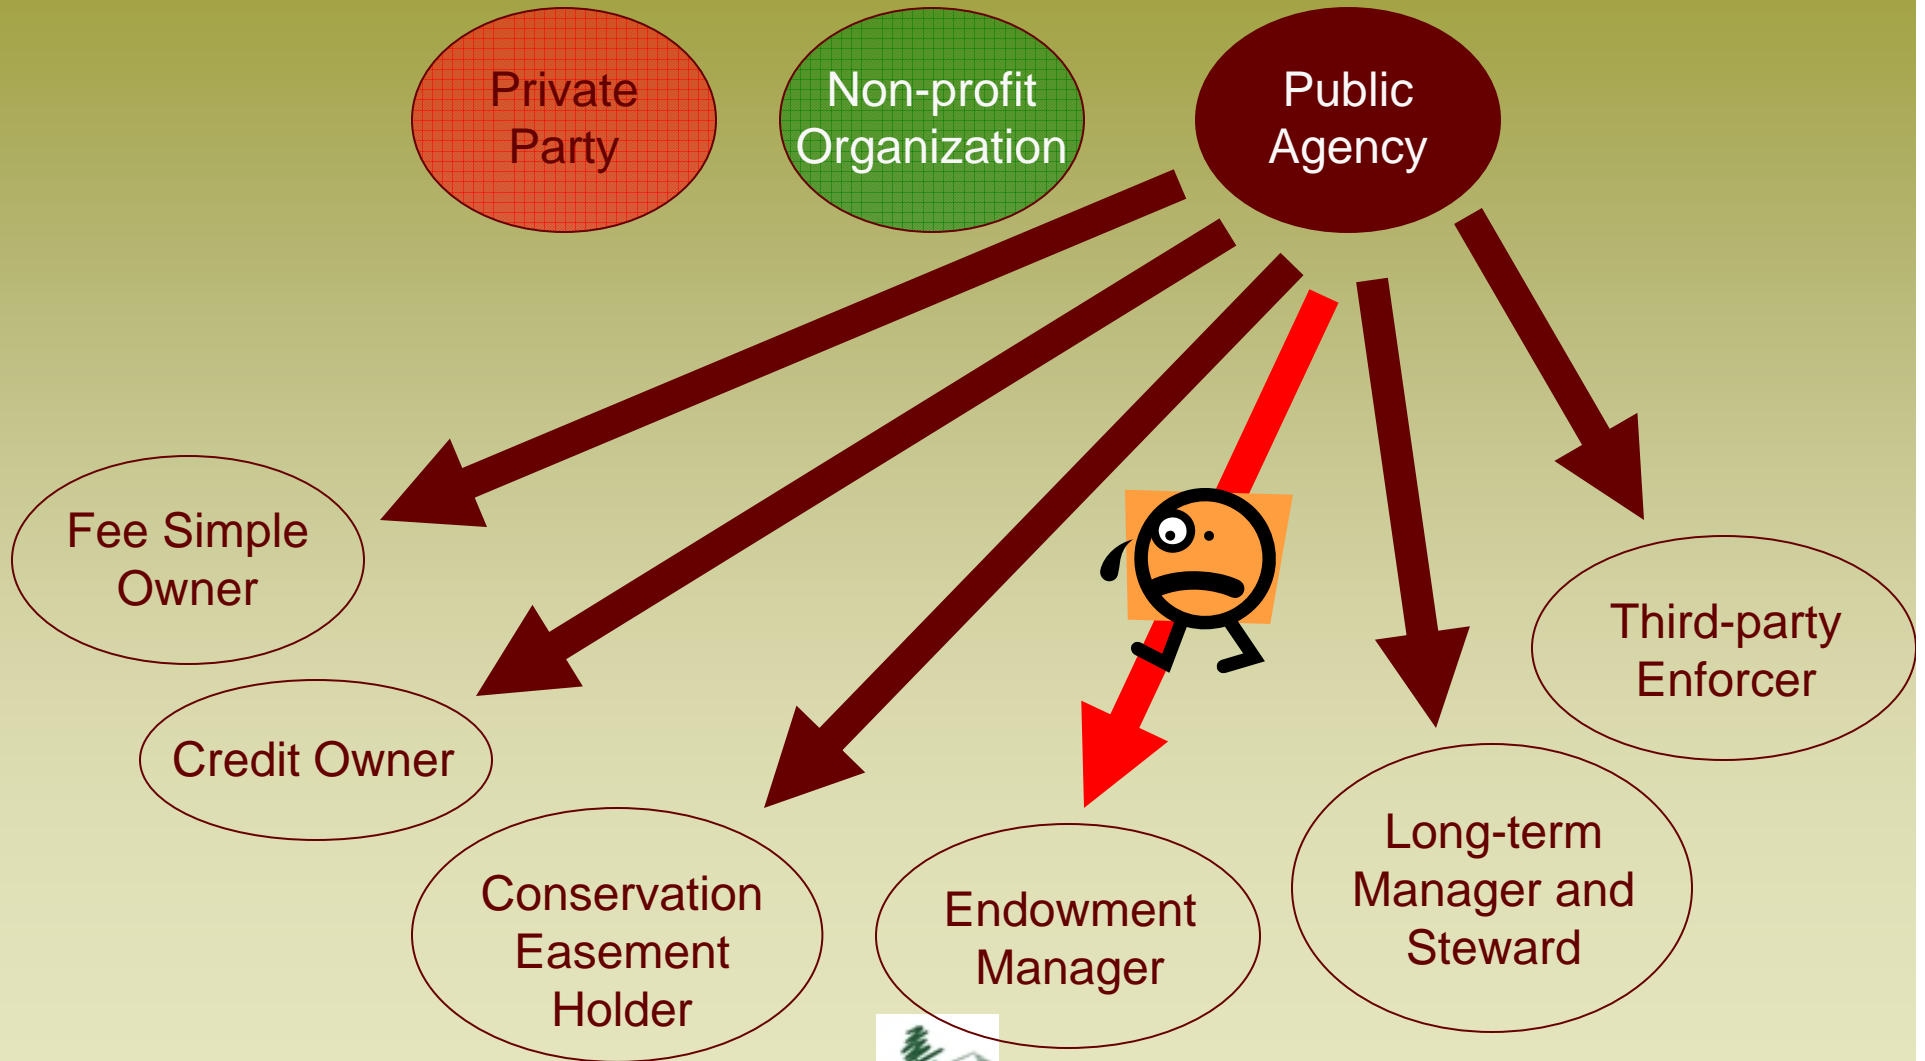 Private
Party
Non-profit
Organization
Public
Agency
Fee Simple
Owner
Credit Owner
Conservation
Easement
Holder
Endowment
Manager
Long-term
Manager and
Steward
Third-party
Enforcer